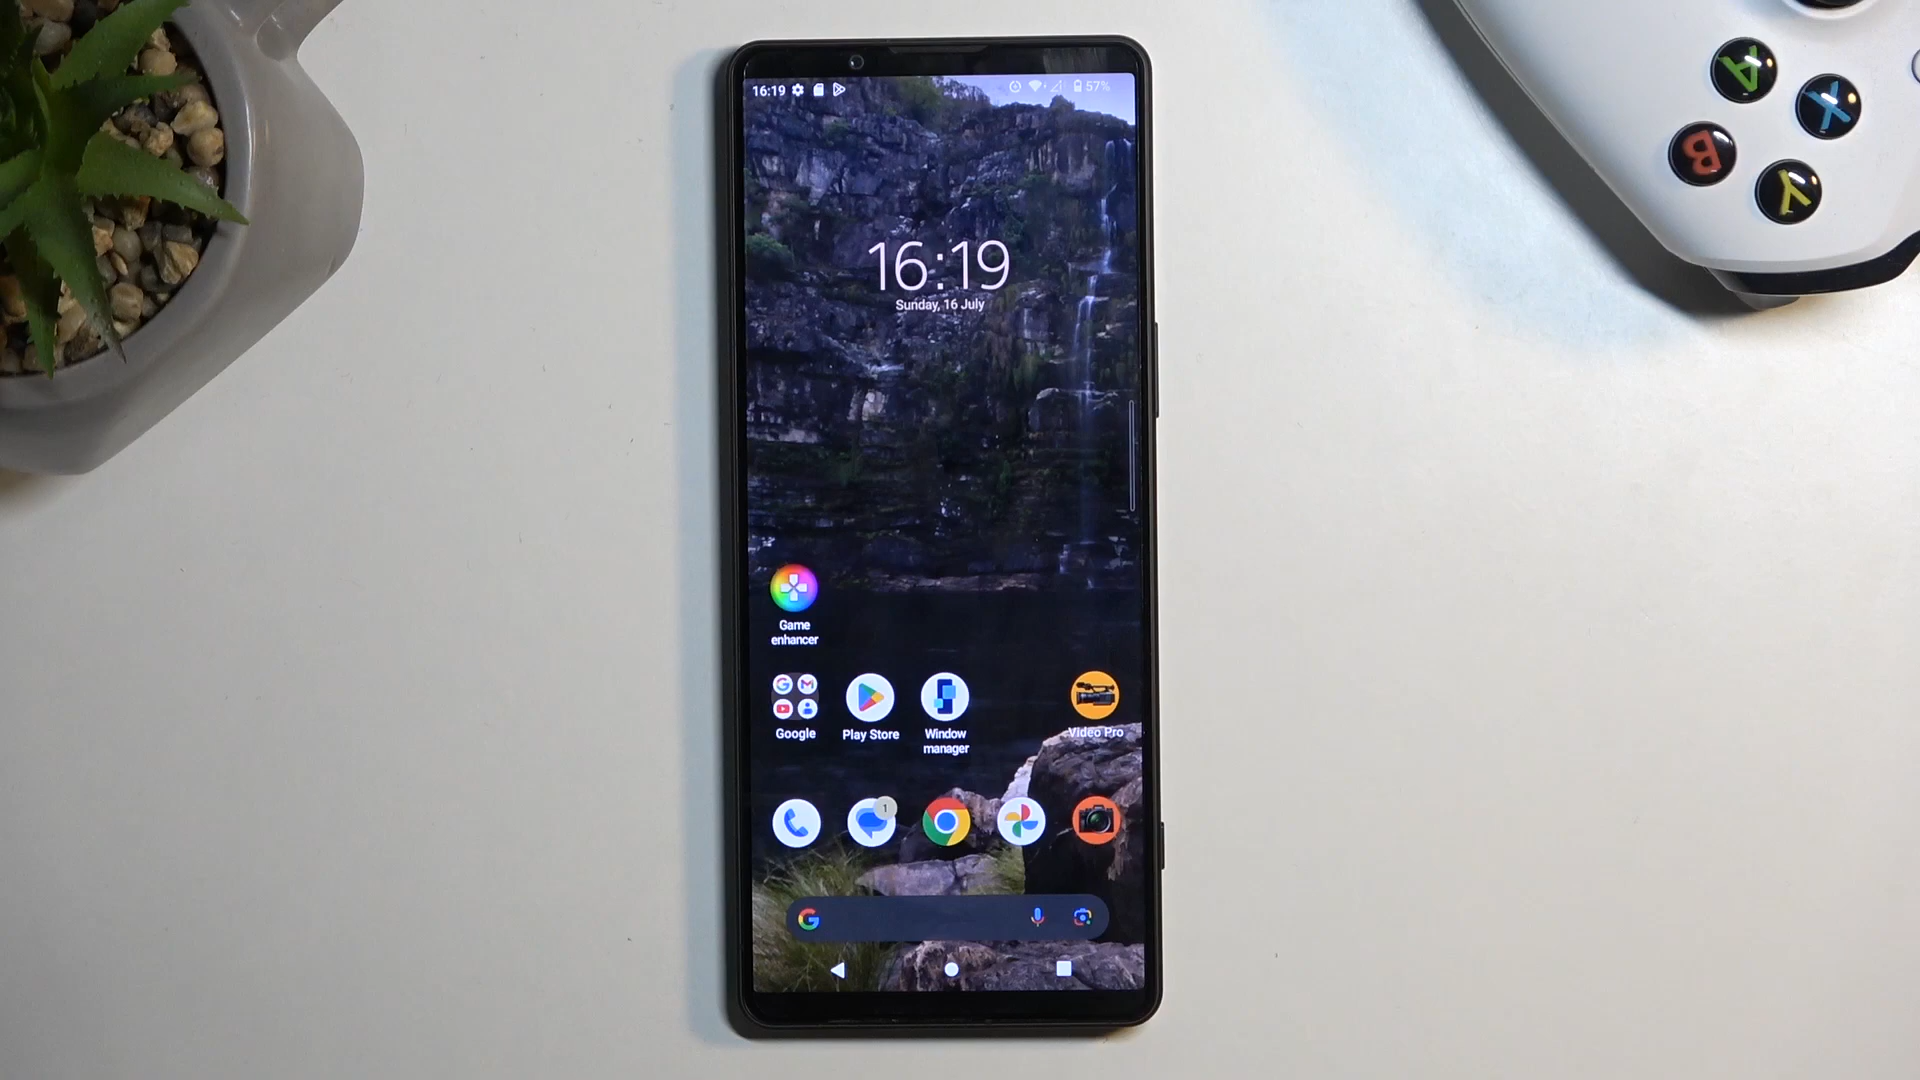 16:19
57%
16:19
Sunday, 16 July
Game
enhancer
Google
Play Store
Window
manager
Video Pro
1
G
A
X
B
Y